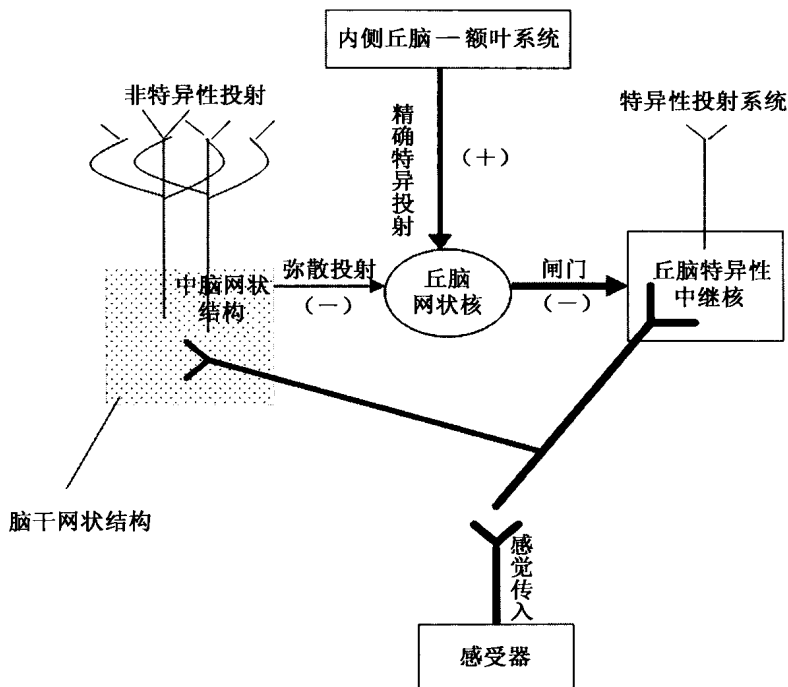 内侧丘脑—额叶系统
非特异性投射
特异性投射系统
精确特异投射
（＋）
中脑网状
结构
弥散投射
（—）
丘脑
网状核
闸门
（—）
丘脑特异性
中继核
脑干网状结构
感觉传入
感受器